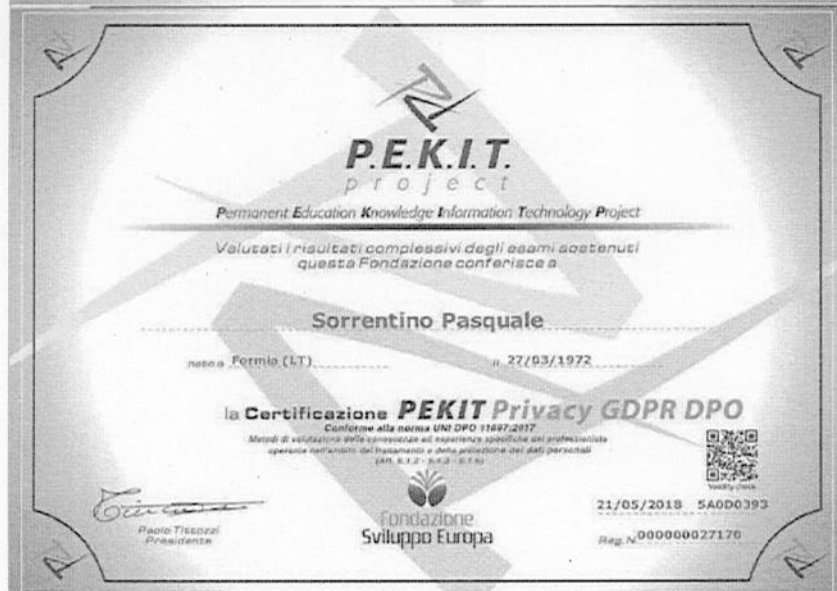 P.E.K.I.T.
project
Permanent Education Knowledge Information Technology Project
Valutati i risultati complessivi degli esami sostenuti
questa Fondazione conferisce a
Sorrentino Pasquale
nato a Formia (LT) il 27/03/1972
la Certificazione PEKIT Privacy GDPR DPO
Conforme alla norma UNI DPO 11697:2017
Metodi di valutazione delle conoscenze ed esperienze specifiche del professionista
operante nell'ambito del trattamento e della protezione dei dati personali
Validity check
Fondazione
Sviluppo Europa
Paolo Tiscozzi
Presidente
21/05/2018 5A0D0393
Reg. N. 000000027170